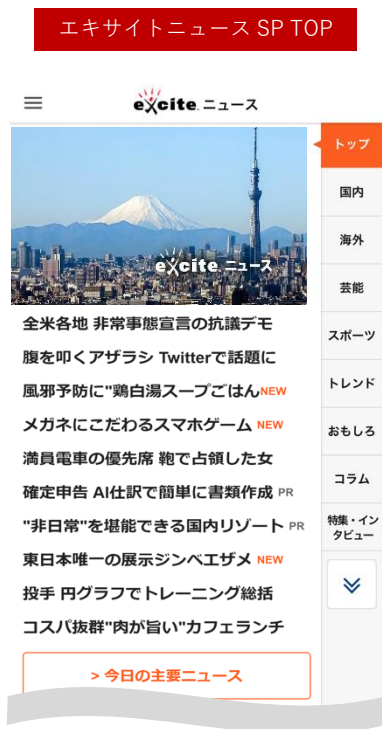 エキサイトニュース SP TOP
excite.ニュース
excite.ニュース
全米各地 非常事態宣言の抗議デモ
腹を叩くアザラシ Twitterで話題に
風邪予防に"鶏白湯スープごはんNEW
メガネにこだわるスマホゲーム NEW
満員電車の優先席 鞄で占領した女
確定申告 AI仕訳で簡単に書類作成 PR
"非日常"を堪能できる国内リゾート PR
東日本唯一の展示ジンベエザメ NEW
投手 円グラフでトレーニング総括
コスパ抜群"肉が旨い"カフェランチ
> 今日の主要ニュース
トップ
国内
海外
芸能
スポーツ
トレンド
おもしろ
コラム
特集・イン
タビュー